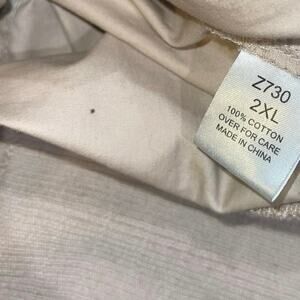 Z730
2XL
100% COTTON
OVER FOR CARE
MADE IN CHINA